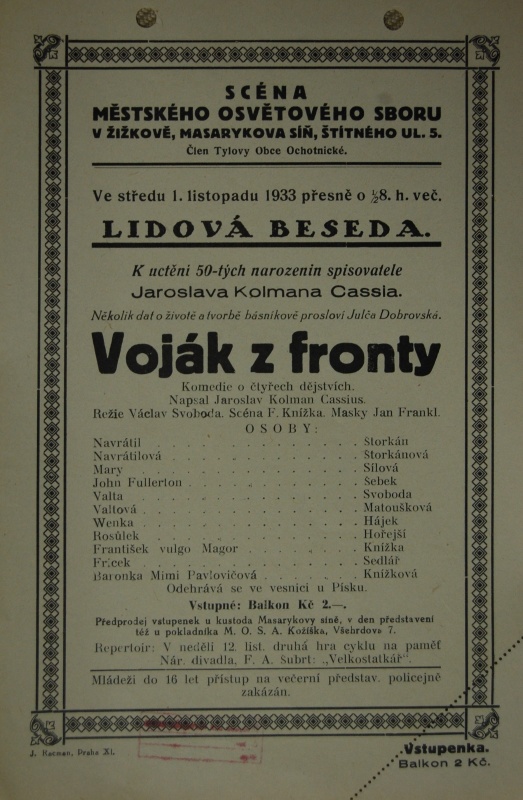 SCÉNA
MĚSTSKÉHO OSVĚTOVÉHO SBORU
V ŽIŽKOVĚ, MASARYKOVA SÍŇ, ŠTÍTNÉHO UL. 5.
Člen Tylovy Obce Ochotnické.
Ve středu 1. listopadu 1933 přesně o ½8. h. več.
LIDOVÁ BESEDA.
K uctění 50-tých narozenin spisovatele
Jaroslava Kolmana Cassia.
Několik dat o životě a tvorbě básníkově prosloví Julča Dobrovská.
Voják z fronty
Komedie o čtyřech dějstvích.
Napsal Jaroslav Kolman Cassius.
Režie Václav Svoboda. Scéna F. Knížka. Masky Jan Frankl.
OSOBY:
Navrátil . . . . . . . . . . . . . Štorkán
Navrátilová . . . . . . . . . . . . Štorkánová
Mary . . . . . . . . . . . . . . Sílová
John Fullerton . . . . . . . . . . . Šebek
Valta . . . . . . . . . . . . . . Svoboda
Valtová . . . . . . . . . . . . . Matoušková
Wenka . . . . . . . . . . . . . Hájek
Rosůlek . . . . . . . . . . . . . Hořejší
František vulgo Magor . . . . . . . . Knížka
Fricek . . . . . . . . . . . . . Sedlář
Baronka Mimi Pavlovičová . . . . . . . Knížková
Odehrává se ve vesnici u Písku.
Vstupné: Balkon Kč 2.—.
Předprodej vstupenek u kustoda Masarykovy síně, v den představení
též u pokladníka M. O. S. A. Kožíška, Všehrdov 7.
Repertoir: V neděli 12. list. druhá hra cyklu na paměť
Nár. divadla, F. A. Šubrt: „Velkostatkář“.
Mládeži do 16 let přístup na večerní představ. policejně
zakázán.
J. Racman, Praha XI.
Vstupenka.
Balkon 2 Kč.